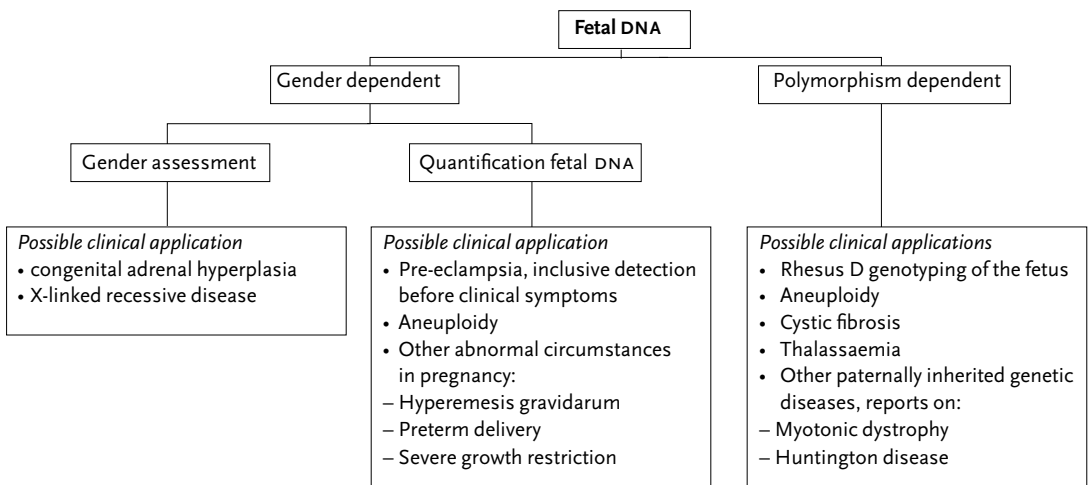 Fetal DNA
Gender dependent
Polymorphism dependent
Gender assessment
Quantification fetal DNA
Possible clinical application
• congenital adrenal hyperplasia
• X-linked recessive disease
Possible clinical application
• Pre-eclampsia, inclusive detection
before clinical symptoms
• Aneuploidy
• Other abnormal circumstances
in pregnancy:
– Hyperemesis gravidarum
– Preterm delivery
– Severe growth restriction
Possible clinical applications
• Rhesus D genotyping of the fetus
• Aneuploidy
• Cystic fibrosis
• Thalassaemia
• Other paternally inherited genetic
diseases, reports on:
– Myotonic dystrophy
– Huntington disease